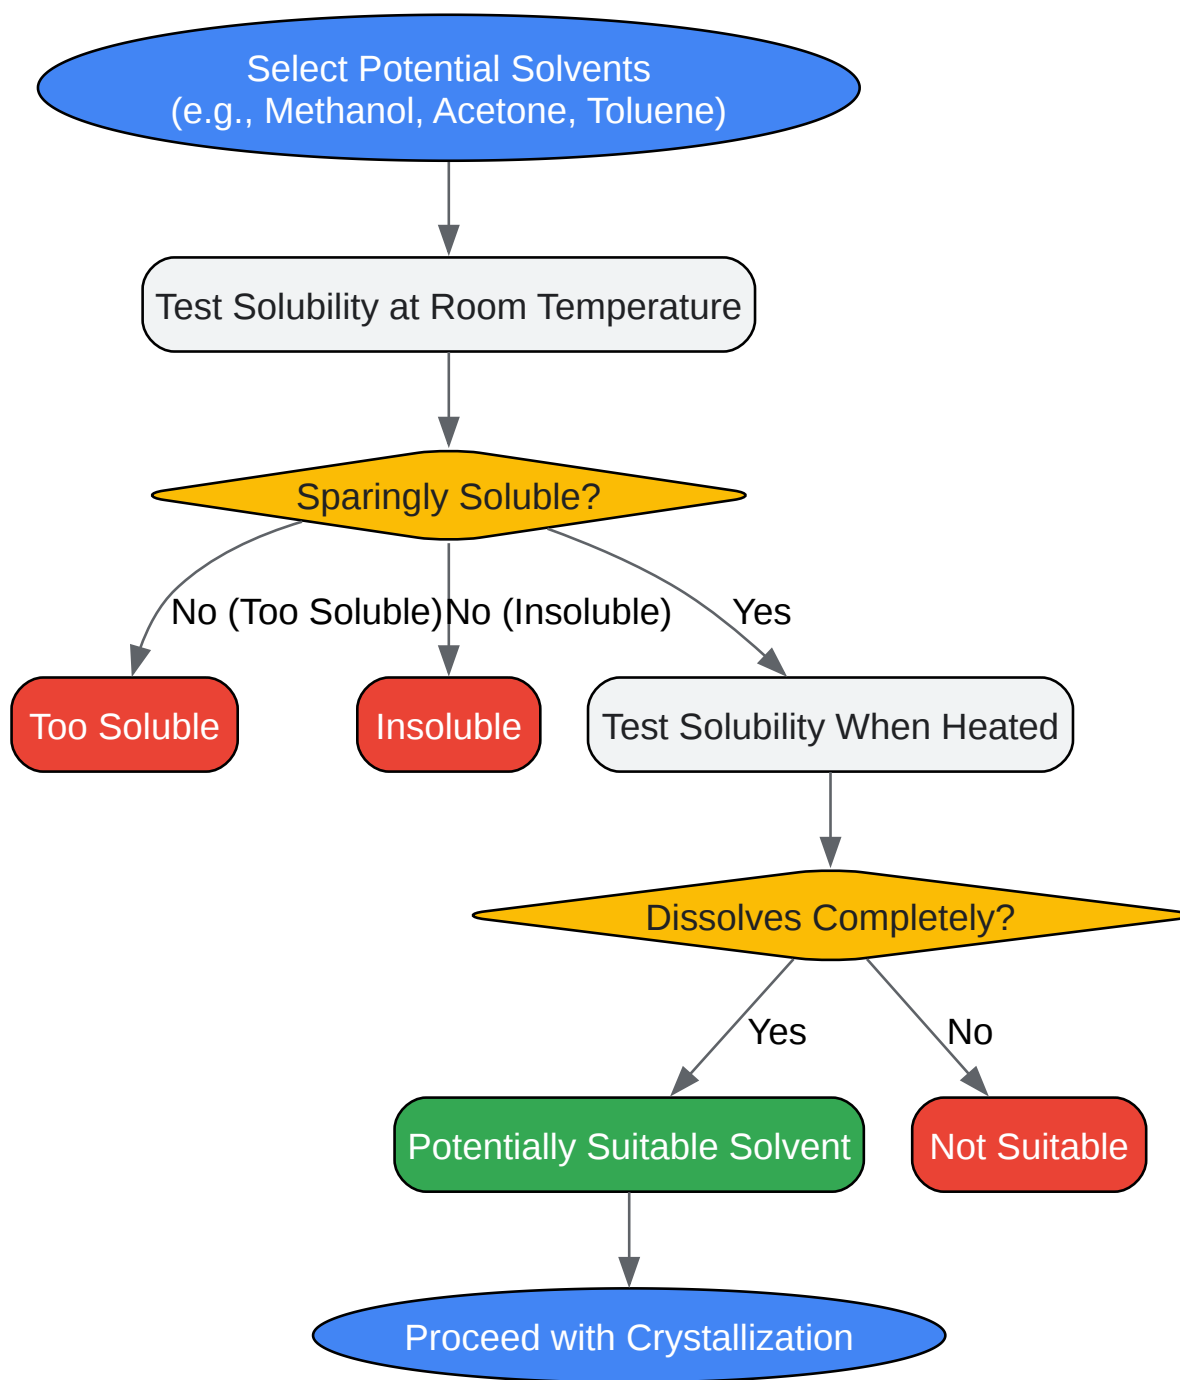 Select Potential Solvents
(e.g., Methanol, Acetone, Toluene)
Test Solubility at Room Temperature
Sparingly Soluble?
No (Too Soluble)
No (Insoluble)
Yes
Too Soluble
Insoluble
Test Solubility When Heated
Dissolves Completely?
Yes
No
Potentially Suitable Solvent
Not Suitable
Proceed with Crystallization